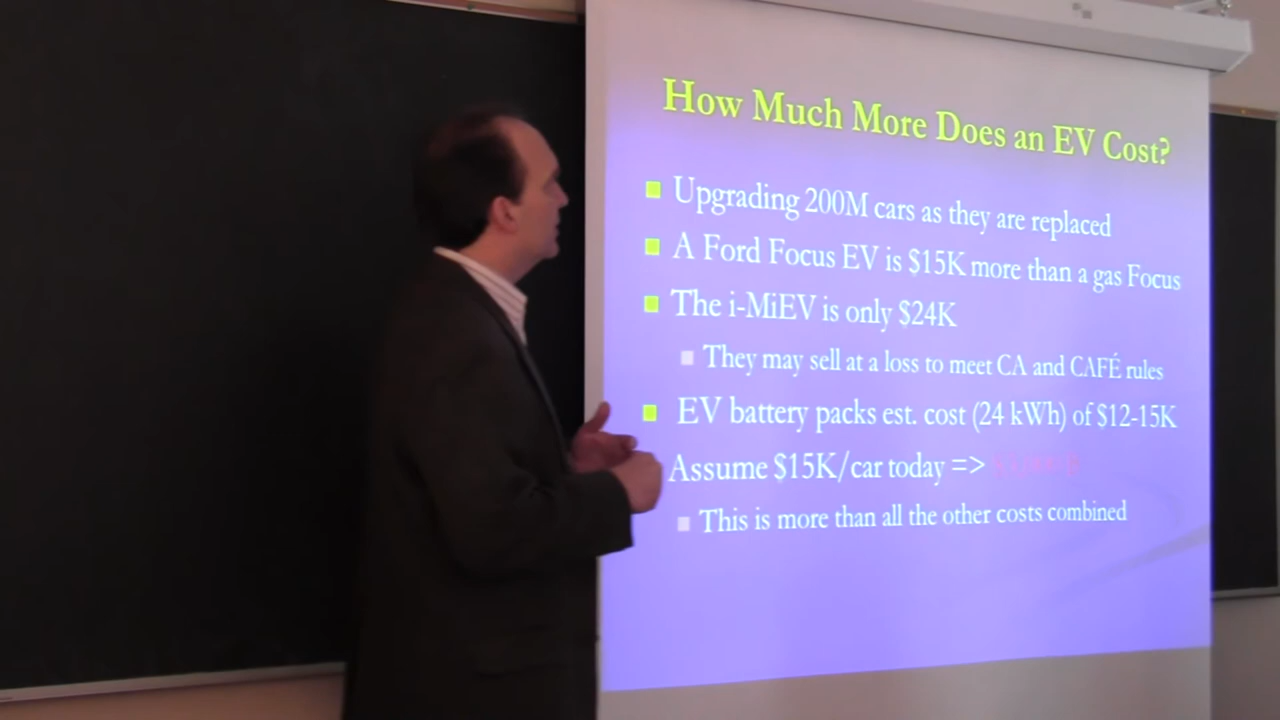 How Much More Does an EV Cost?
Upgrading 200M cars as they are replaced
A Ford Focus EV is $15K more than a gas Focus
The i-MiEV is only $24K
They may sell at a loss to meet CA and CAFÉ rules
EV battery packs est. cost (24 kWh) of $12-15K
Assume $15K/car today =>
This is more than all the other costs combined